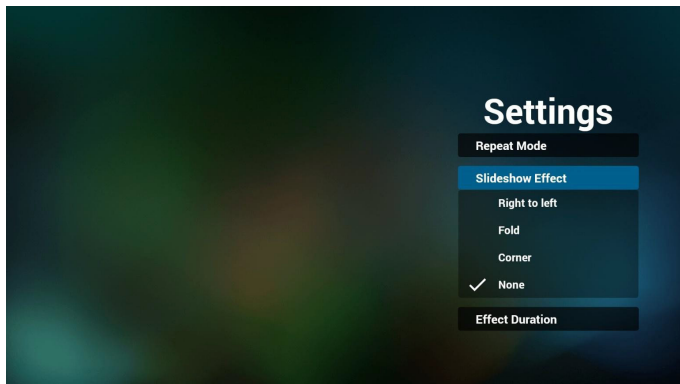 Settings
Repeat Mode
Slideshow Effect
Right to left
Fold
Corner
None
Effect Duration